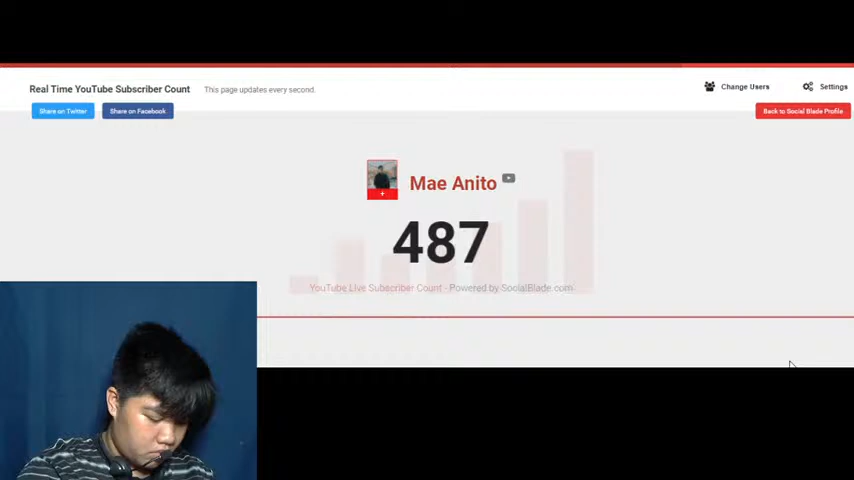 Real Time YouTube Subscriber Count
This page updates every second.
Change Users
Settings
Share on Twitter
Share on Facebook
Back to Social Blade Profile
Mae Anito
487
YouTube Live Subscriber Count - Powered by SocialBlade.com